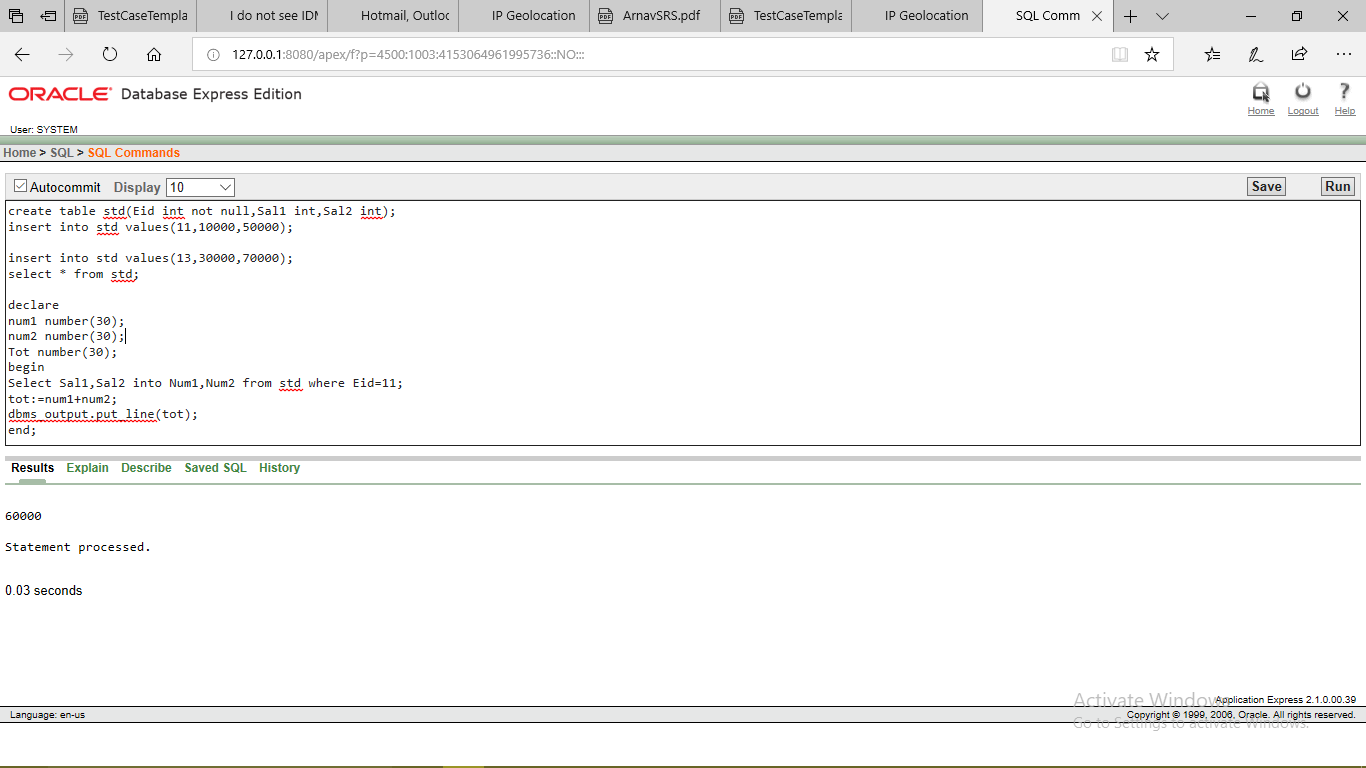 TestCaseTempla
I do not see IDM
Hotmail, Outloc
IP Geolocation
ArnavSRS.pdf
TestCaseTempla
IP Geolocation
SQL Comm
127.0.0.1:8080/apex/f?p=4500:1003:4153064961995736::NO:::
ORACLE Database Express Edition
Home Logout Help
User: SYSTEM
Home > SQL > SQL Commands
Autocommit Display 10 Save Run
create table std(Eid int not null,Sal1 int,Sal2 int);
insert into std values(11,10000,50000);
insert into std values(13,30000,70000);
select * from std;
declare
num1 number(30);
num2 number(30);
Tot number(30);
begin
Select Sal1,Sal2 into Num1,Num2 from std where Eid=11;
tot:=num1+num2;
dbms_output.put_line(tot);
end;
Results Explain Describe Saved SQL History
60000
Statement processed.
0.03 seconds
Activate Windows
Application Express 2.1.0.00.39
Language: en-us
Copyright © 1999, 2006, Oracle. All rights reserved.
Go to Settings to activate Windows.